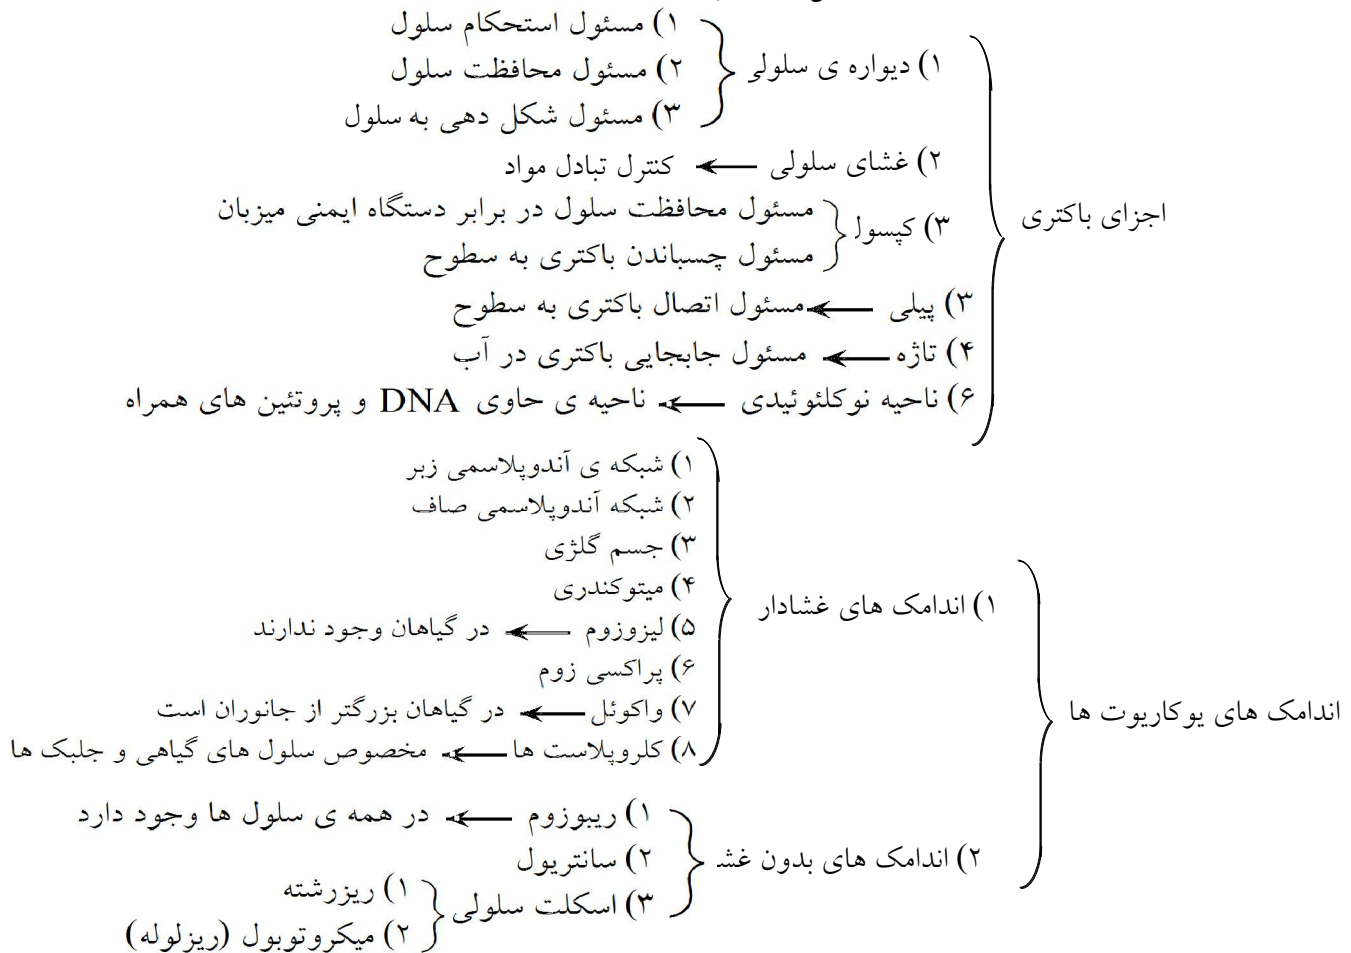 اجزای باکتری
۱) دیواره ی سلولی
۱) مسئول استحکام سلول
۲) مسئول محافظت سلول
۳) مسئول شکل دهی به سلول
۲) غشای سلولی ← کنترل تبادل مواد
۳) کپسول
مسئول محافظت سلول در برابر دستگاه ایمنی میزبان
مسئول چسباندن باکتری به سطوح
۳) پیلی ← مسئول اتصال باکتری به سطوح
۴) تاژه ← مسئول جابجایی باکتری در آب
۶) ناحیه نوکلئوئیدی ← ناحیه ی حاوی DNA و پروتئین های همراه
اندامک های یوکاریوت ها
۱) اندامک های غشادار
۱) شبکه ی آندوپلاسمی زبر
۲) شبکه آندوپلاسمی صاف
۳) جسم گلژی
۴) میتوکندری
۵) لیزوزوم ← در گیاهان وجود ندارند
۶) پراکسی زوم
۷) واکوئل ← در گیاهان بزرگتر از جانوران است
۸) کلروپلاست ها ← مخصوص سلول های گیاهی و جلبک ها
۲) اندامک های بدون غشـ
۱) ریبوزوم ← در همه ی سلول ها وجود دارد
۲) سانتریول
۳) اسکلت سلولی
۱) ریزرشته
۲) میکروتوبول (ریزلوله)